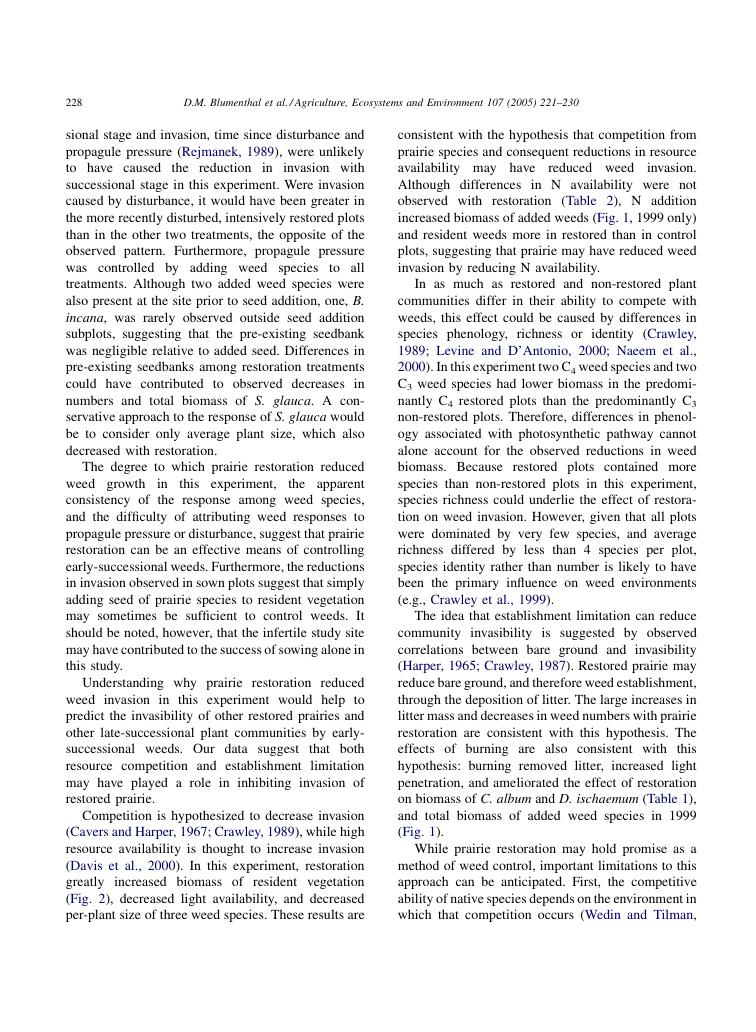 228
D.M. Blumenthal et al. / Agriculture, Ecosystems and Environment 107 (2005) 221–230
sional stage and invasion, time since disturbance and
propagule pressure (Rejmanek, 1989), were unlikely
to have caused the reduction in invasion with
successional stage in this experiment. Were invasion
caused by disturbance, it would have been greater in
the more recently disturbed, intensively restored plots
than in the other two treatments, the opposite of the
observed pattern. Furthermore, propagule pressure
was controlled by adding weed species to all
treatments. Although two added weed species were
also present at the site prior to seed addition, one, B.
incana, was rarely observed outside seed addition
subplots, suggesting that the pre-existing seedbank
was negligible relative to added seed. Differences in
pre-existing seedbanks among restoration treatments
could have contributed to observed decreases in
numbers and total biomass of S. glauca. A con-
servative approach to the response of S. glauca would
be to consider only average plant size, which also
decreased with restoration.
The degree to which prairie restoration reduced
weed growth in this experiment, the apparent
consistency of the response among weed species,
and the difficulty of attributing weed responses to
propagule pressure or disturbance, suggest that prairie
restoration can be an effective means of controlling
early-successional weeds. Furthermore, the reductions
in invasion observed in sown plots suggest that simply
adding seed of prairie species to resident vegetation
may sometimes be sufficient to control weeds. It
should be noted, however, that the infertile study site
may have contributed to the success of sowing alone in
this study.
Understanding why prairie restoration reduced
weed invasion in this experiment would help to
predict the invasibility of other restored prairies and
other late-successional plant communities by early-
successional weeds. Our data suggest that both
resource competition and establishment limitation
may have played a role in inhibiting invasion of
restored prairie.
Competition is hypothesized to decrease invasion
(Cavers and Harper, 1967; Crawley, 1989), while high
resource availability is thought to increase invasion
(Davis et al., 2000). In this experiment, restoration
greatly increased biomass of resident vegetation
(Fig. 2), decreased light availability, and decreased
per-plant size of three weed species. These results are
consistent with the hypothesis that competition from
prairie species and consequent reductions in resource
availability may have reduced weed invasion.
Although differences in N availability were not
observed with restoration (Table 2), N addition
increased biomass of added weeds (Fig. 1, 1999 only)
and resident weeds more in restored than in control
plots, suggesting that prairie may have reduced weed
invasion by reducing N availability.
In as much as restored and non-restored plant
communities differ in their ability to compete with
weeds, this effect could be caused by differences in
species phenology, richness or identity (Crawley,
1989; Levine and D'Antonio, 2000; Naeem et al.,
2000). In this experiment two C4 weed species and two
C3 weed species had lower biomass in the predomi-
nantly C4 restored plots than the predominantly C3
non-restored plots. Therefore, differences in phenol-
ogy associated with photosynthetic pathway cannot
alone account for the observed reductions in weed
biomass. Because restored plots contained more
species than non-restored plots in this experiment,
species richness could underlie the effect of restora-
tion on weed invasion. However, given that all plots
were dominated by very few species, and average
richness differed by less than 4 species per plot,
species identity rather than number is likely to have
been the primary influence on weed environments
(e.g., Crawley et al., 1999).
The idea that establishment limitation can reduce
community invasibility is suggested by observed
correlations between bare ground and invasibility
(Harper, 1965; Crawley, 1987). Restored prairie may
reduce bare ground, and therefore weed establishment,
through the deposition of litter. The large increases in
litter mass and decreases in weed numbers with prairie
restoration are consistent with this hypothesis. The
effects of burning are also consistent with this
hypothesis: burning removed litter, increased light
penetration, and ameliorated the effect of restoration
on biomass of C. album and D. ischaemum (Table 1),
and total biomass of added weed species in 1999
(Fig. 1).
While prairie restoration may hold promise as a
method of weed control, important limitations to this
approach can be anticipated. First, the competitive
ability of native species depends on the environment in
which that competition occurs (Wedin and Tilman,